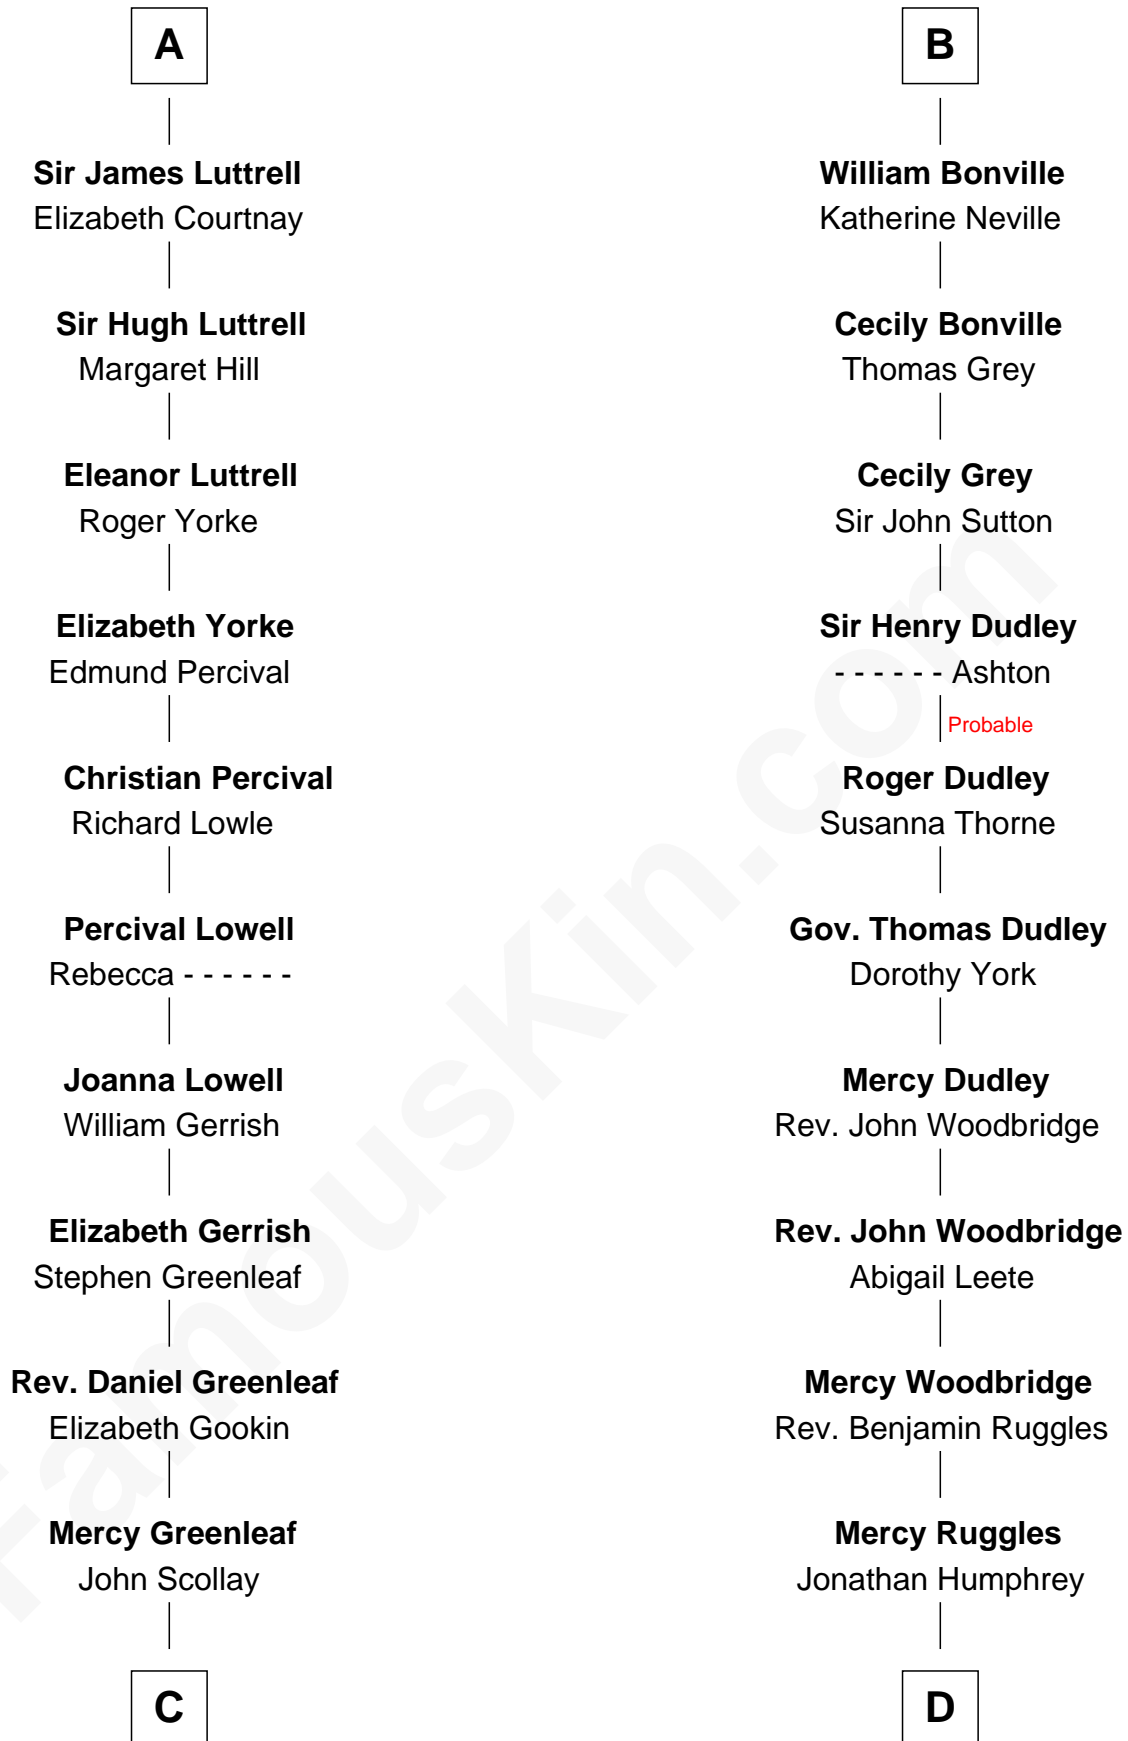 A
Sir James Luttrell
Elizabeth Courtnay
Sir Hugh Luttrell
Margaret Hill
Eleanor Luttrell
Roger Yorke
Elizabeth Yorke
Edmund Percival
Christian Percival
Richard Lowle
Percival Lowell
Rebecca - - - - - -
Joanna Lowell
William Gerrish
Elizabeth Gerrish
Stephen Greenleaf
Rev. Daniel Greenleaf
Elizabeth Gookin
Mercy Greenleaf
John Scollay
C
B
William Bonville
Katherine Neville
Cecily Bonville
Thomas Grey
Cecily Grey
Sir John Sutton
Sir Henry Dudley
- - - - - - Ashton
Probable
Roger Dudley
Susanna Thorne
Gov. Thomas Dudley
Dorothy York
Mercy Dudley
Rev. John Woodbridge
Rev. John Woodbridge
Abigail Leete
Mercy Woodbridge
Rev. Benjamin Ruggles
Mercy Ruggles
Jonathan Humphrey
D
FamousKin.com